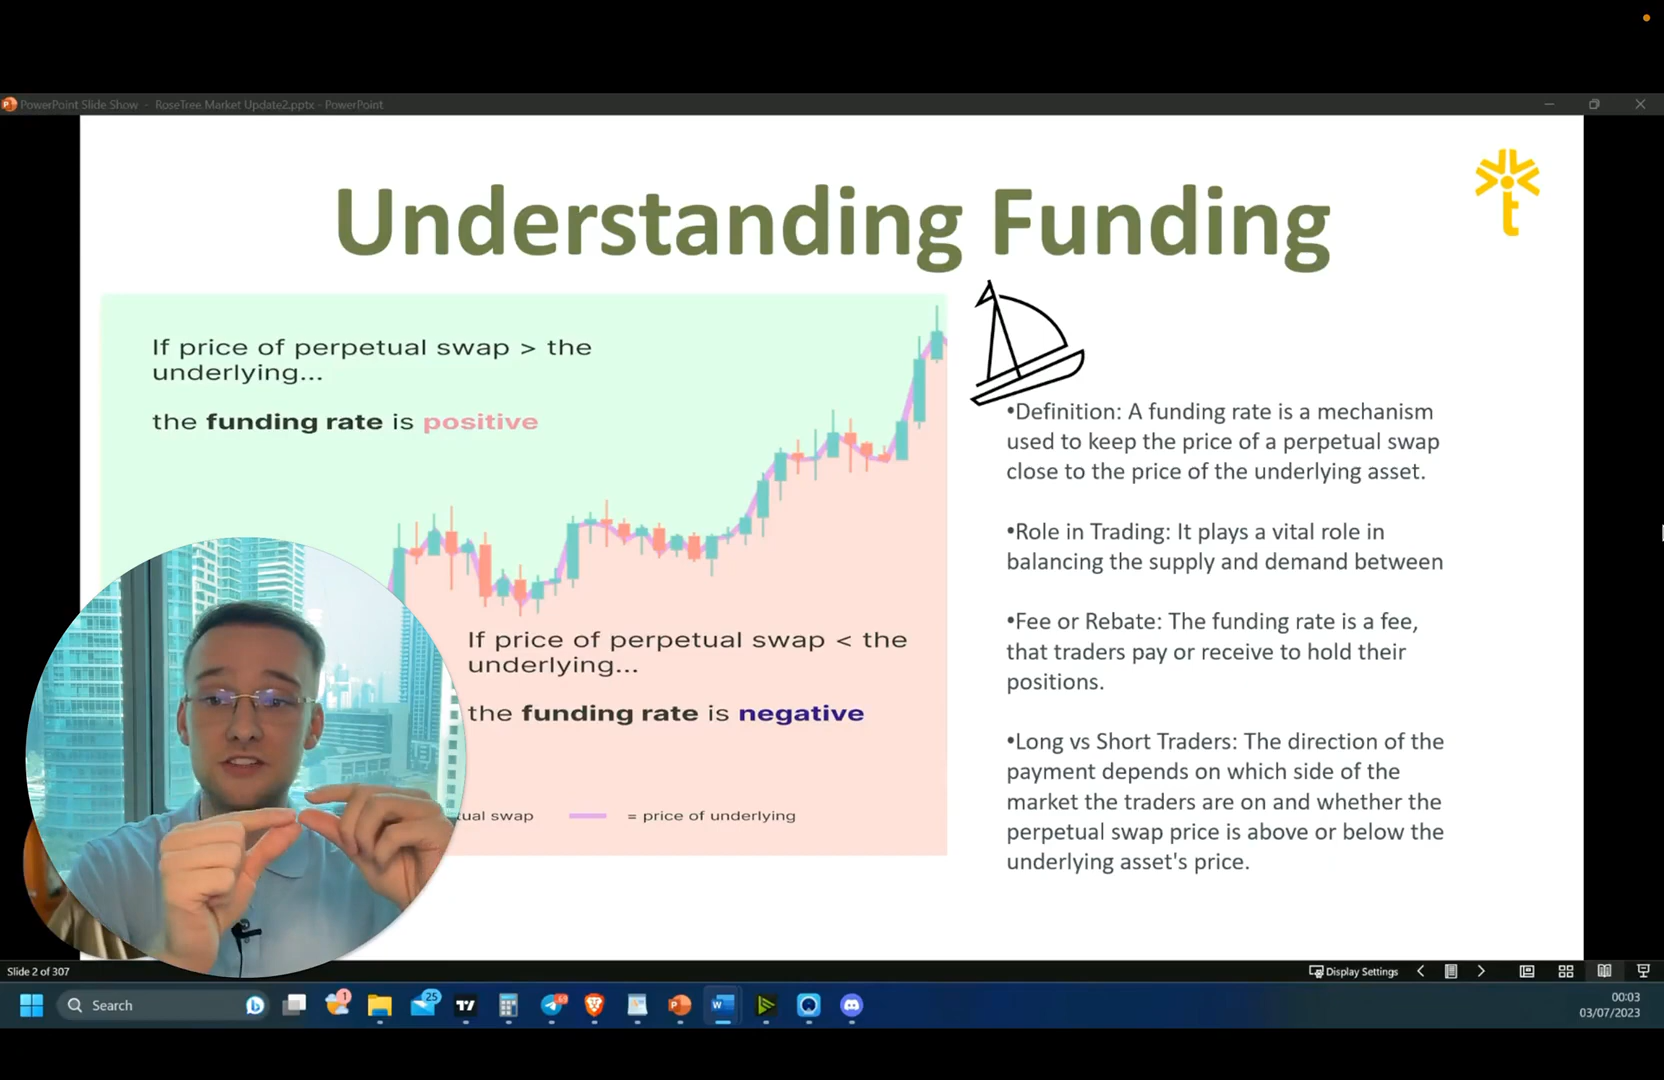 PowerPoint Slide Show - RoseTree Market Update2.pptx - PowerPoint
Understanding Funding
If price of perpetual swap > the
underlying...
the funding rate is positive
If price of perpetual swap < the
underlying...
the funding rate is negative
tual swap
= price of underlying
•Definition: A funding rate is a mechanism
used to keep the price of a perpetual swap
close to the price of the underlying asset.
•Role in Trading: It plays a vital role in
balancing the supply and demand between
•Fee or Rebate: The funding rate is a fee,
that traders pay or receive to hold their
positions.
•Long vs Short Traders: The direction of the
payment depends on which side of the
market the traders are on and whether the
perpetual swap price is above or below the
underlying asset's price.
Slide 2 of 307
Display Settings
Search
1
25
69
00:03
03/07/2023